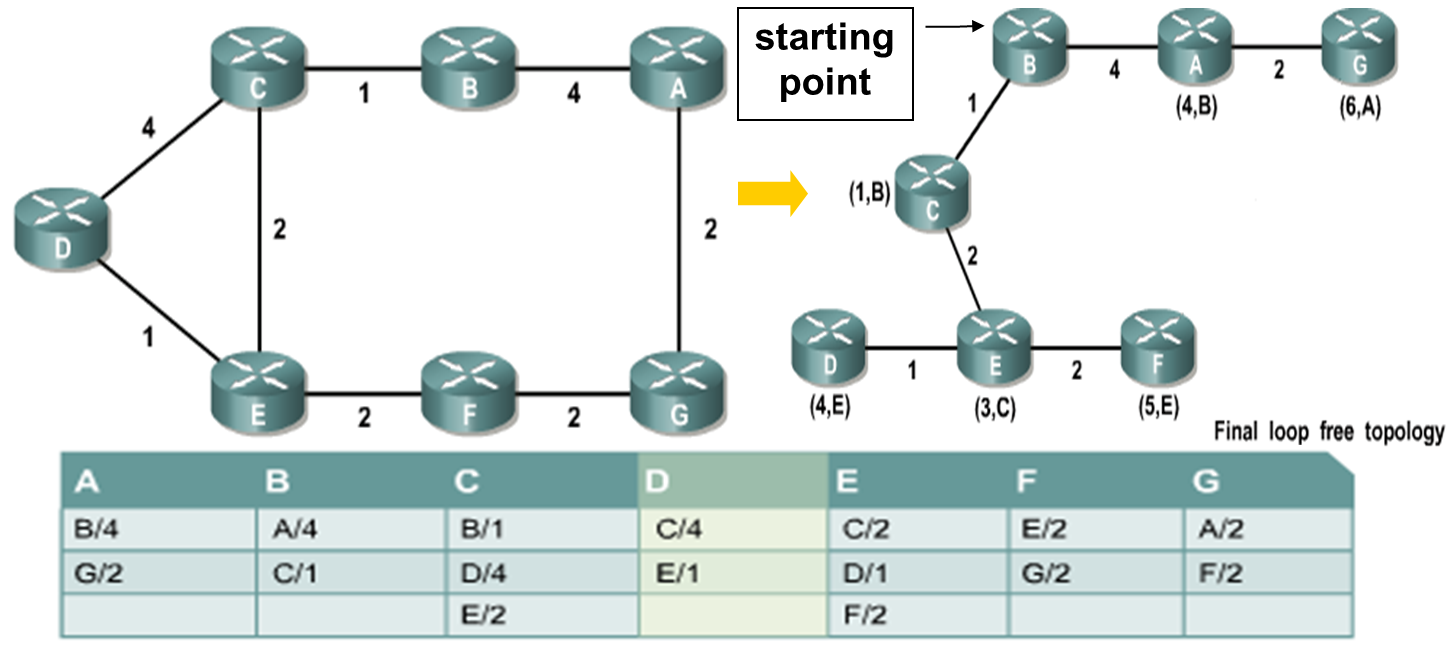 C
1
B
4
A
4
D
2
2
1
E
2
F
2
G
starting
point
B
4
A
2
G
(4,B)
(6,A)
1
(1,B)
C
2
D
1
E
2
F
(4,E)
(3,C)
(5,E)
Final loop free topology
A B C D E F G
B/4 A/4 B/1 C/4 C/2 E/2 A/2
G/2 C/1 D/4 E/1 D/1 G/2 F/2
E/2 F/2